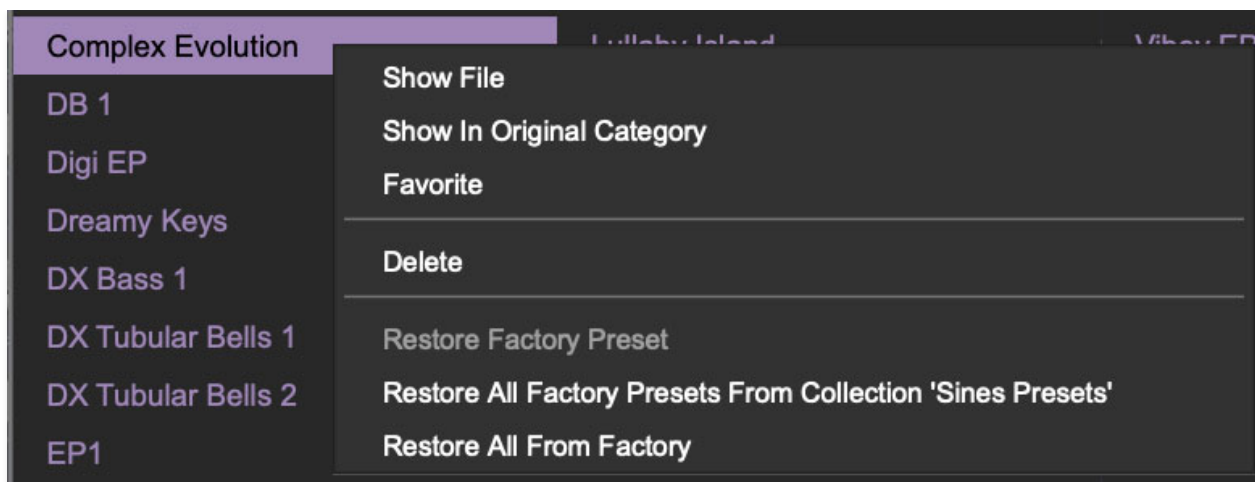 Complex Evolution
DB 1
Digi EP
Dreamy Keys
DX Bass 1
DX Tubular Bells 1
DX Tubular Bells 2
EP1
Lullaby Island
Show File
Show In Original Category
Favorite
Delete
Restore Factory Preset
Restore All Factory Presets From Collection 'Sines Presets'
Restore All From Factory